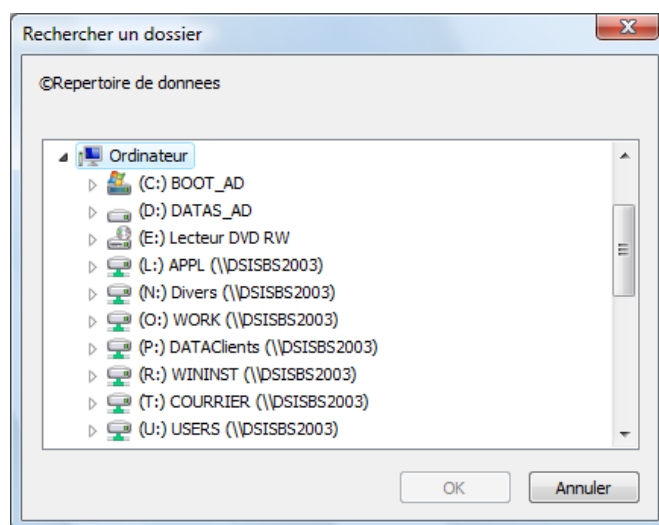 Rechercher un dossier
©Repertoire de donnees
Ordinateur
(C:) BOOT_AD
(D:) DATAS_AD
(E:) Lecteur DVD RW
(L:) APPL (\\DSISBS2003)
(N:) Divers (\\DSISBS2003)
(O:) WORK (\\DSISBS2003)
(P:) DATAClients (\\DSISBS2003)
(R:) WININST (\\DSISBS2003)
(T:) COURRIER (\\DSISBS2003)
(U:) USERS (\\DSISBS2003)
OK Annuler